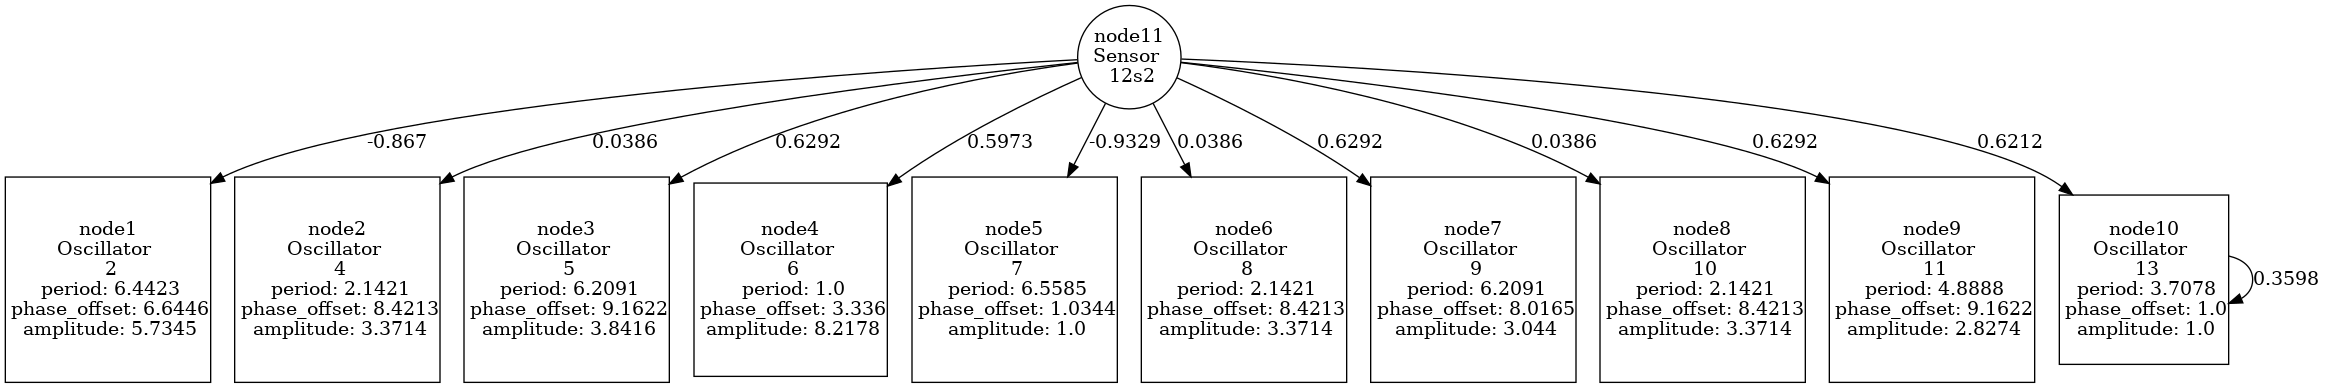 node11
Sensor
12s2
-0.867
0.0386
0.6292
0.5973
-0.9329
0.0386
0.6292
0.0386
0.6292
0.6212
node1
Oscillator
2
period: 6.4423
phase_offset: 6.6446
amplitude: 5.7345
node2
Oscillator
4
period: 2.1421
phase_offset: 8.4213
amplitude: 3.3714
node3
Oscillator
5
period: 6.2091
phase_offset: 9.1622
amplitude: 3.8416
node4
Oscillator
6
period: 1.0
phase_offset: 3.336
amplitude: 8.2178
node5
Oscillator
7
period: 6.5585
phase_offset: 1.0344
amplitude: 1.0
node6
Oscillator
8
period: 2.1421
phase_offset: 8.4213
amplitude: 3.3714
node7
Oscillator
9
period: 6.2091
phase_offset: 8.0165
amplitude: 3.044
node8
Oscillator
10
period: 2.1421
phase_offset: 8.4213
amplitude: 3.3714
node9
Oscillator
11
period: 4.8888
phase_offset: 9.1622
amplitude: 2.8274
node10
Oscillator
13
period: 3.7078
phase_offset: 1.0
amplitude: 1.0
0.3598